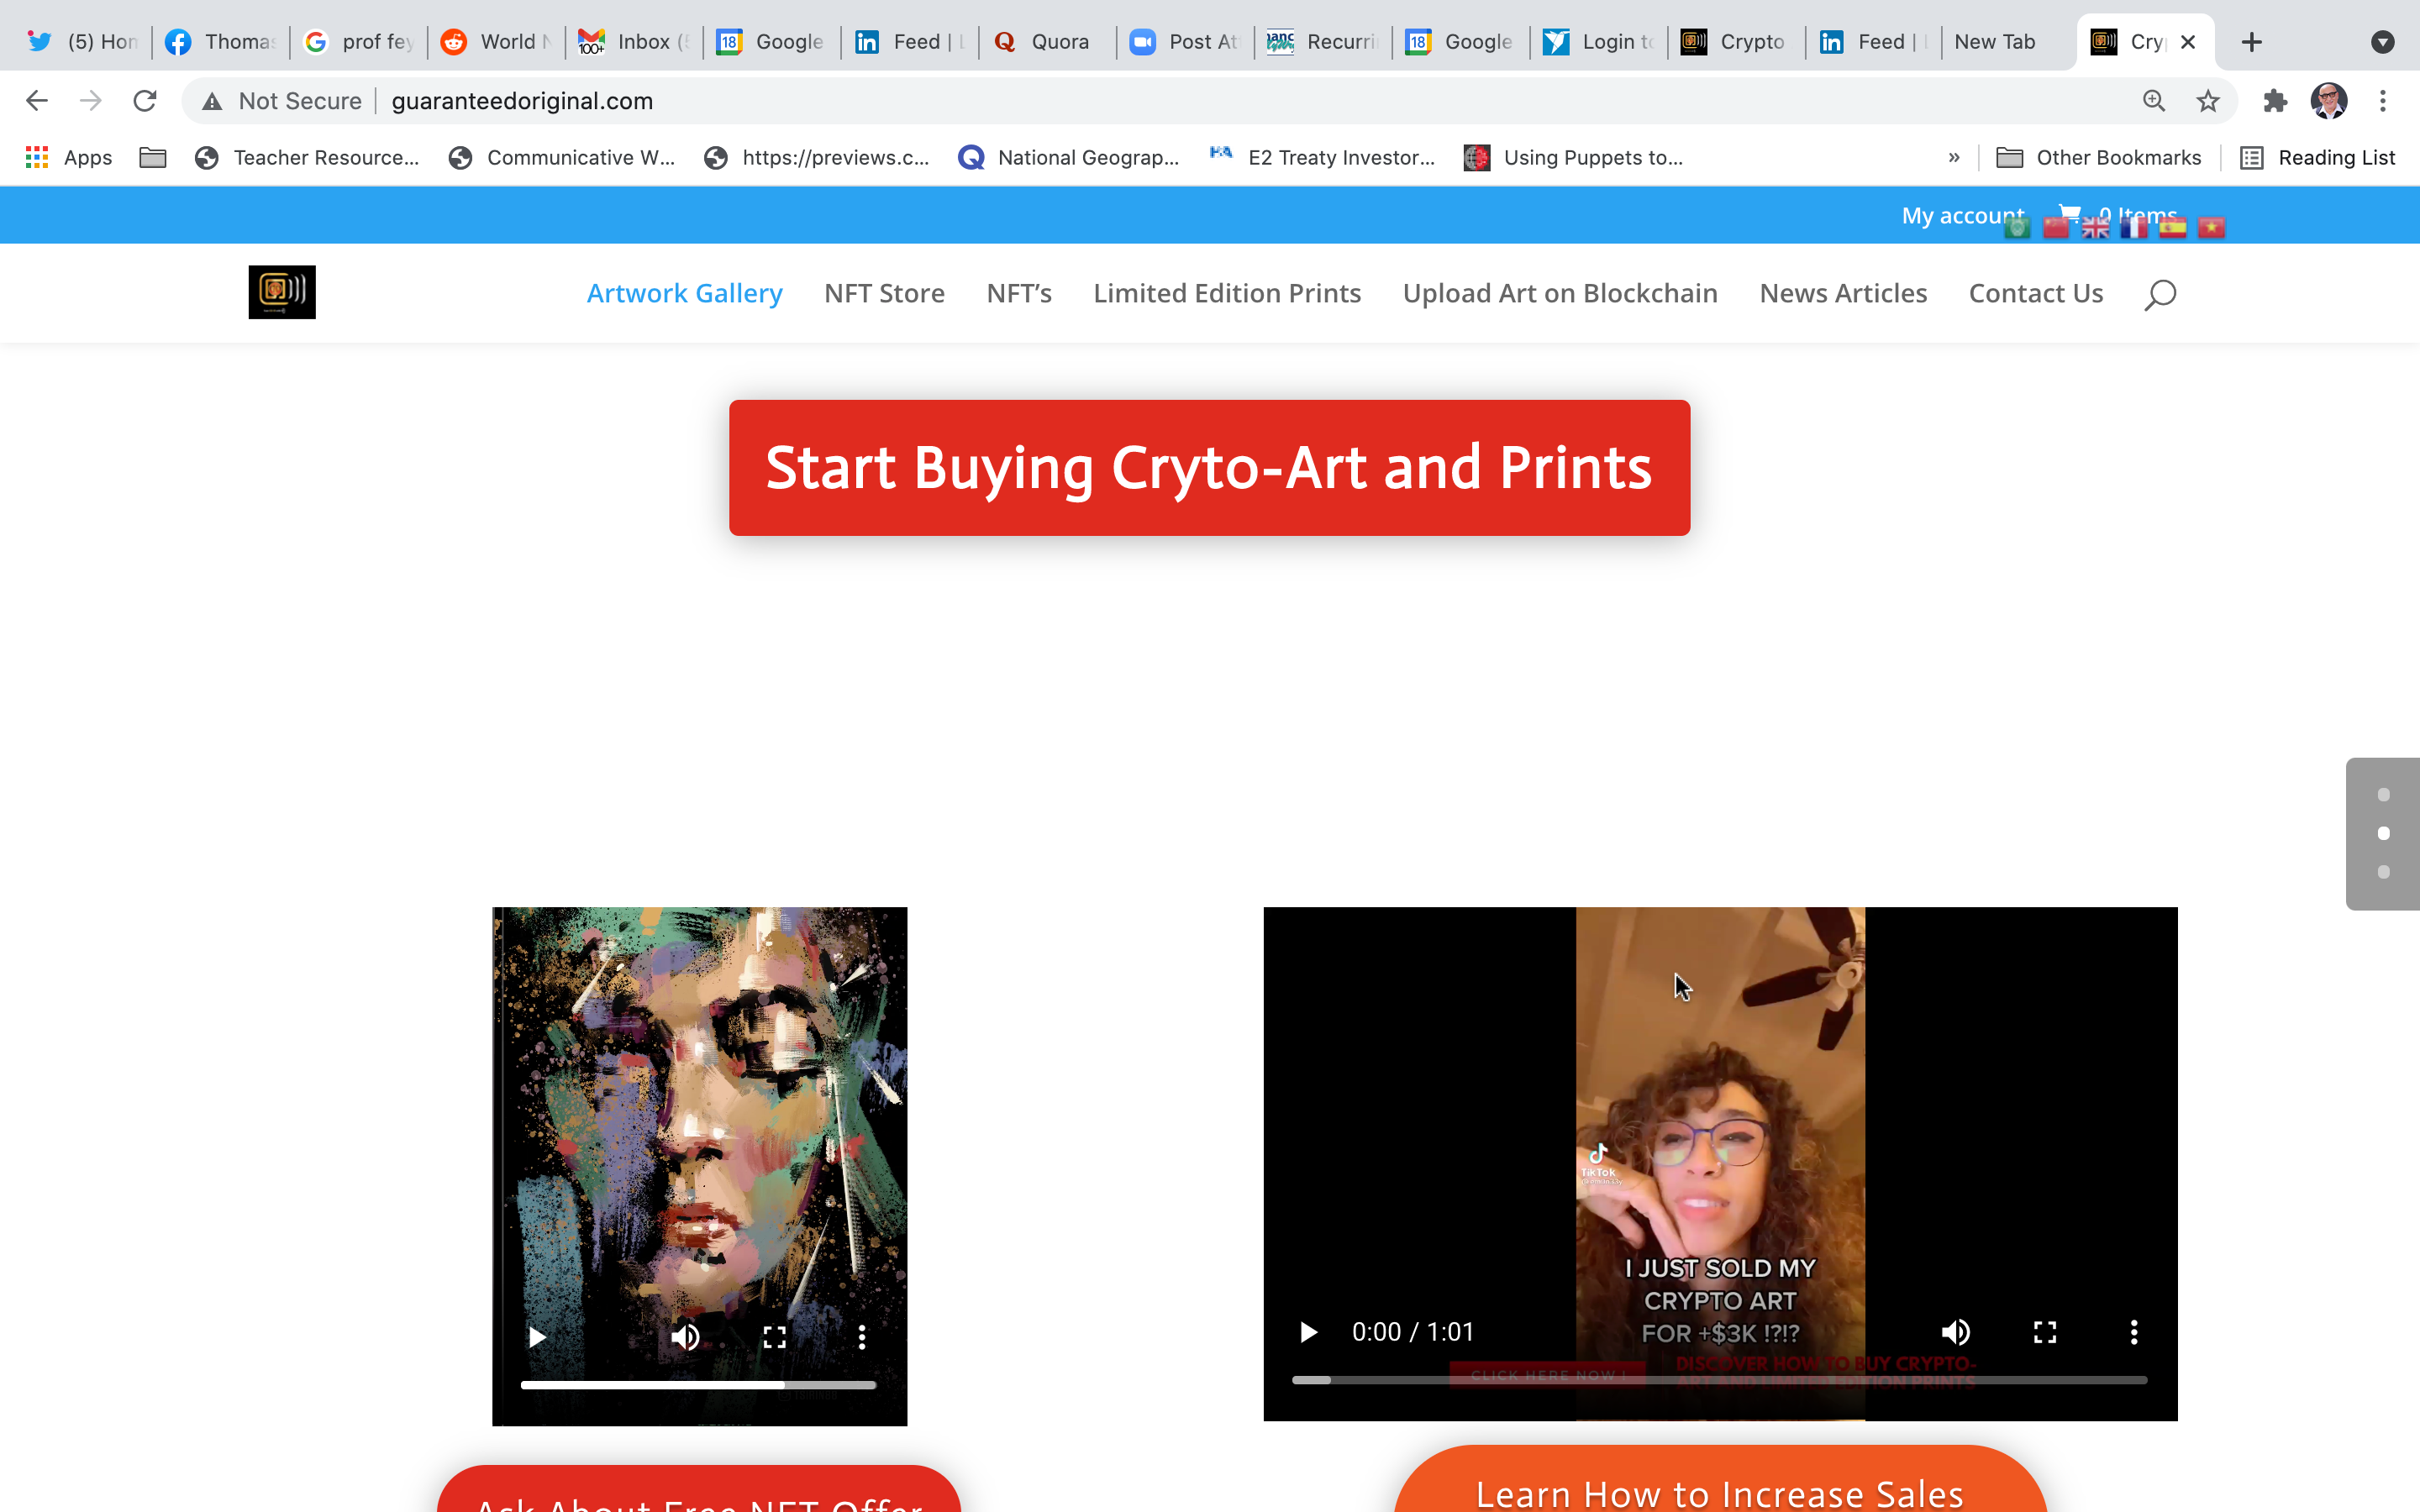 (5) Hon
Thomas
prof fey
World N
Inbox (
Google
Feed | L
Quora
Post At
Recurri
Google
Login to
Crypto
Feed |
New Tab
Cry
Not Secure
guaranteedoriginal.com
Apps
Teacher Resource...
Communicative W...
https://previews.c...
National Geograp...
E2 Treaty Investor...
Using Puppets to...
»
Other Bookmarks
Reading List
My account
0 Items
Artwork Gallery
NFT Store
NFT’s
Limited Edition Prints
Upload Art on Blockchain
News Articles
Contact Us
Start Buying Cryto-Art and Prints
TikTok
I JUST SOLD MY
CRYPTO ART
FOR +$3K !?!?
0:00 / 1:01
CLICK HERE NOW !
DISCOVER HOW TO BUY CRYPTO-
ART AND LIMITED EDITION PRINTS
Ask About Free NFT Offer
Learn How to Increase Sales